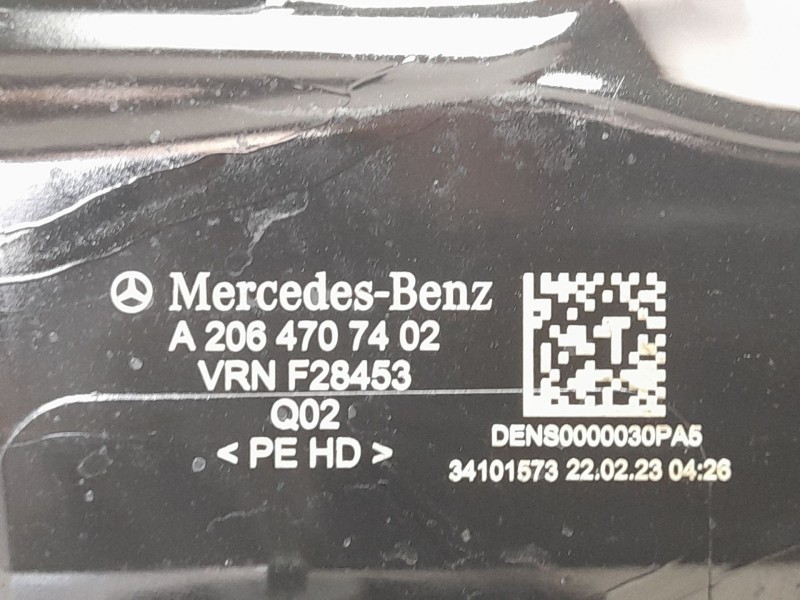 Mercedes-Benz
A 206 470 74 02
VRN F28453
Q02
< PE HD >
DENS0000030PA5
34101573 22.02.23 04:26